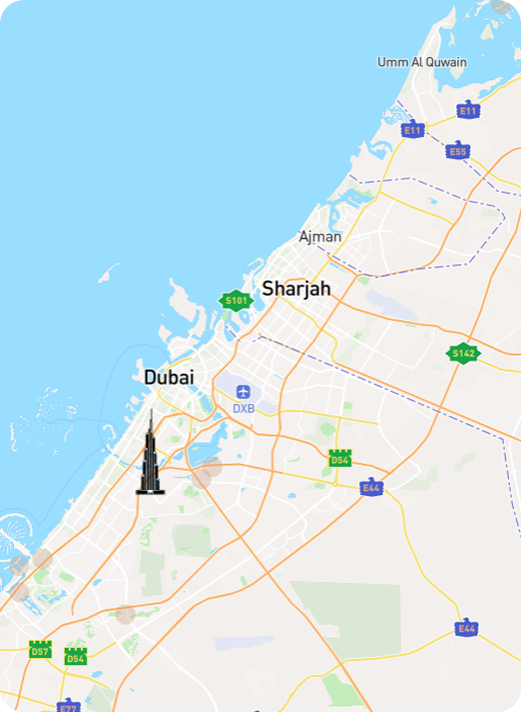 Umm Al Quwain
E11
E11
E55
Ajman
Sharjah
S101
S142
Dubai
DXB
D54
E44
E44
D57
D54
E77